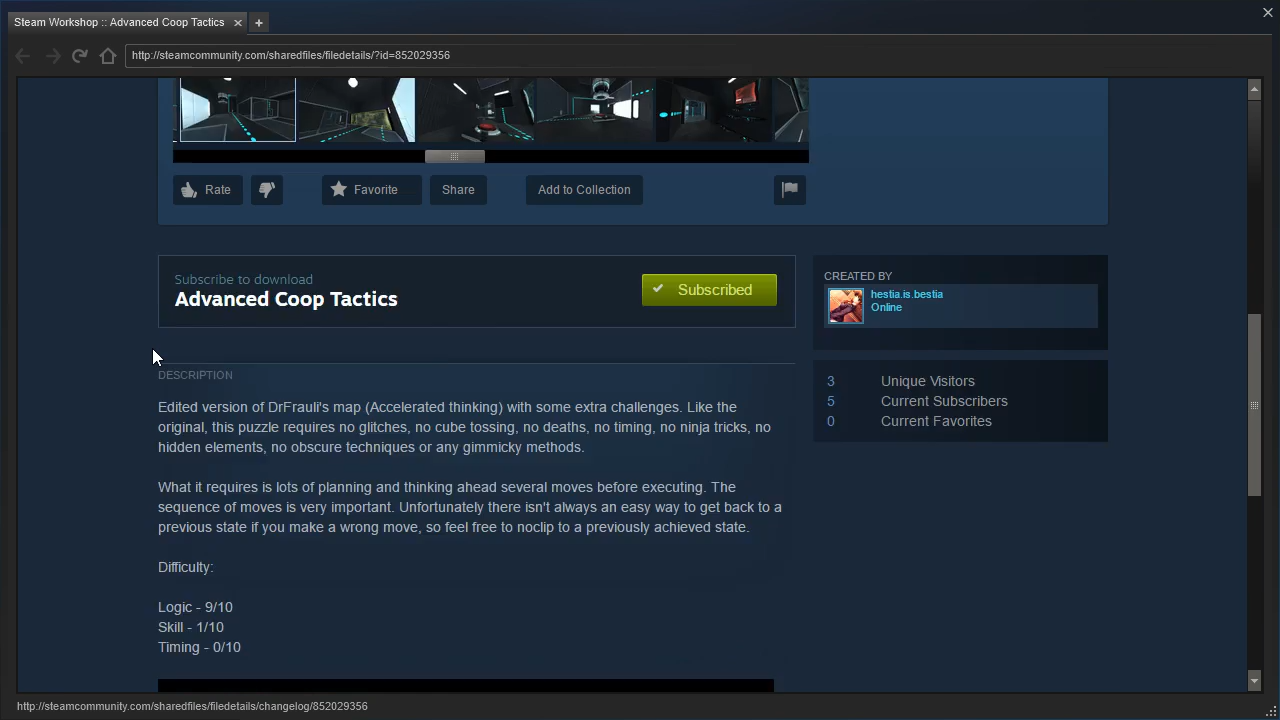 Steam Workshop :: Advanced Coop Tactics
http://steamcommunity.com/sharedfiles/filedetails/?id=852029356
Rate
Favorite
Share
Add to Collection
Subscribe to download
Advanced Coop Tactics
Subscribed
CREATED BY
hestia.is.bestia
Online
3 Unique Visitors
5 Current Subscribers
0 Current Favorites
DESCRIPTION
Edited version of DrFrauli's map (Accelerated thinking) with some extra challenges. Like the
original, this puzzle requires no glitches, no cube tossing, no deaths, no timing, no ninja tricks, no
hidden elements, no obscure techniques or any gimmicky methods.
What it requires is lots of planning and thinking ahead several moves before executing. The
sequence of moves is very important. Unfortunately there isn't always an easy way to get back to a
previous state if you make a wrong move, so feel free to noclip to a previously achieved state.
Difficulty:
Logic - 9/10
Skill - 1/10
Timing - 0/10
http://steamcommunity.com/sharedfiles/filedetails/changelog/852029356